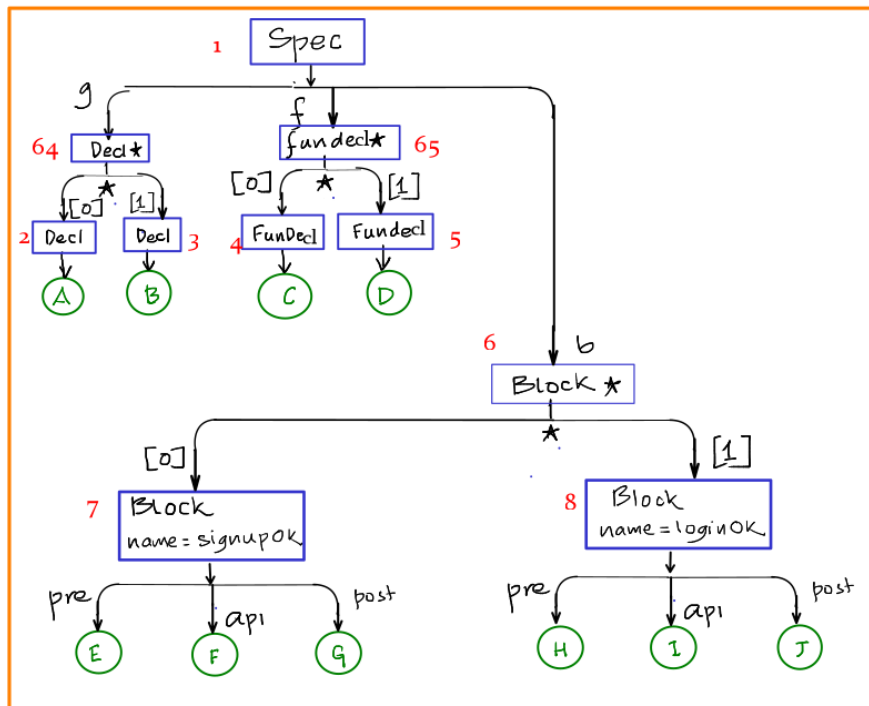 1 Spec
g f
64 Decl* fundecl* 65
* *
[0] [1] [0] [1]
2 Decl Decl 3 4 FunDecl Fundecl 5
A B C D
6 b
Block *
*
[0] [1]
7 Block
name=signupOk
8 Block
name=loginOK
pre api post pre api post
E F G H I J